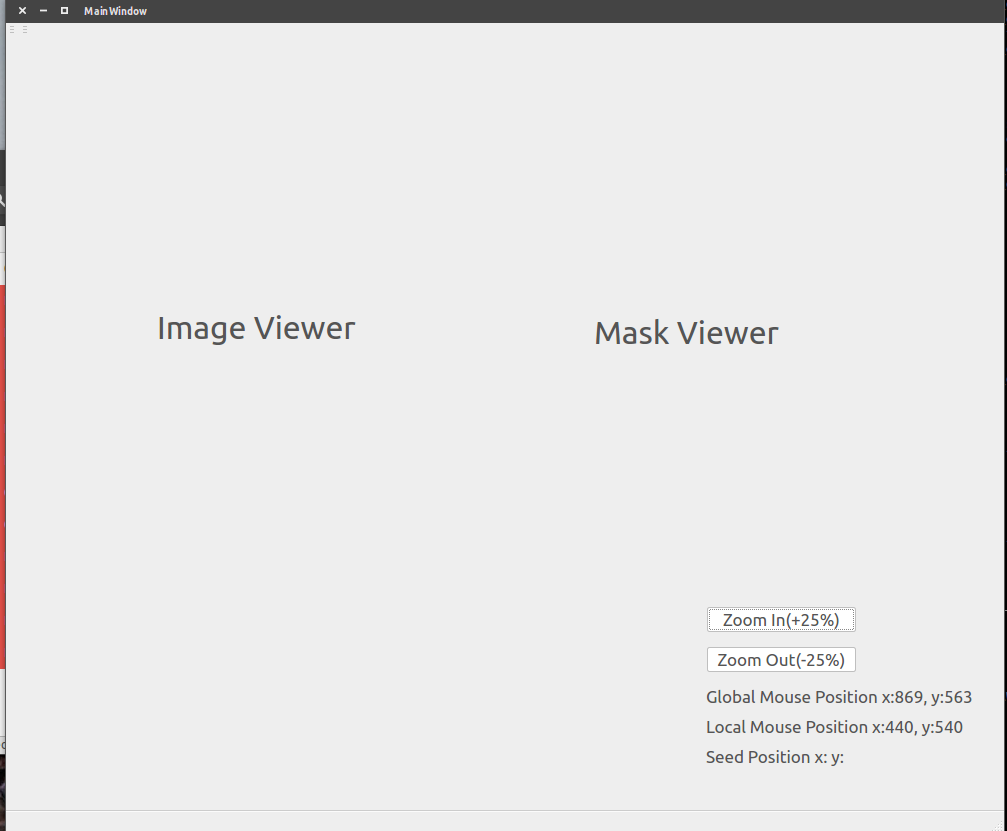 MainWindow
Image Viewer
Mask Viewer
Zoom In(+25%)
Zoom Out(-25%)
Global Mouse Position x:869, y:563
Local Mouse Position x:440, y:540
Seed Position x: y: